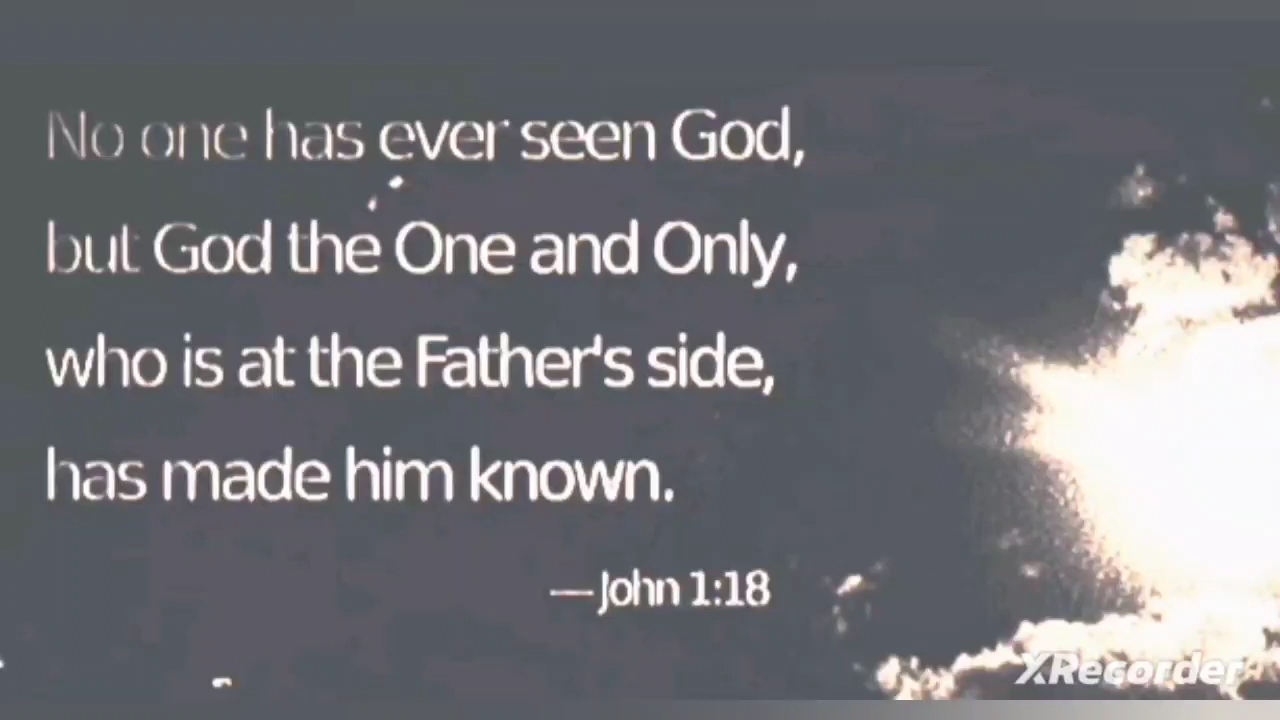 No one has ever seen God,
but God the One and Only,
who is at the Father's side,
has made him known.
—John 1:18
XRecorder